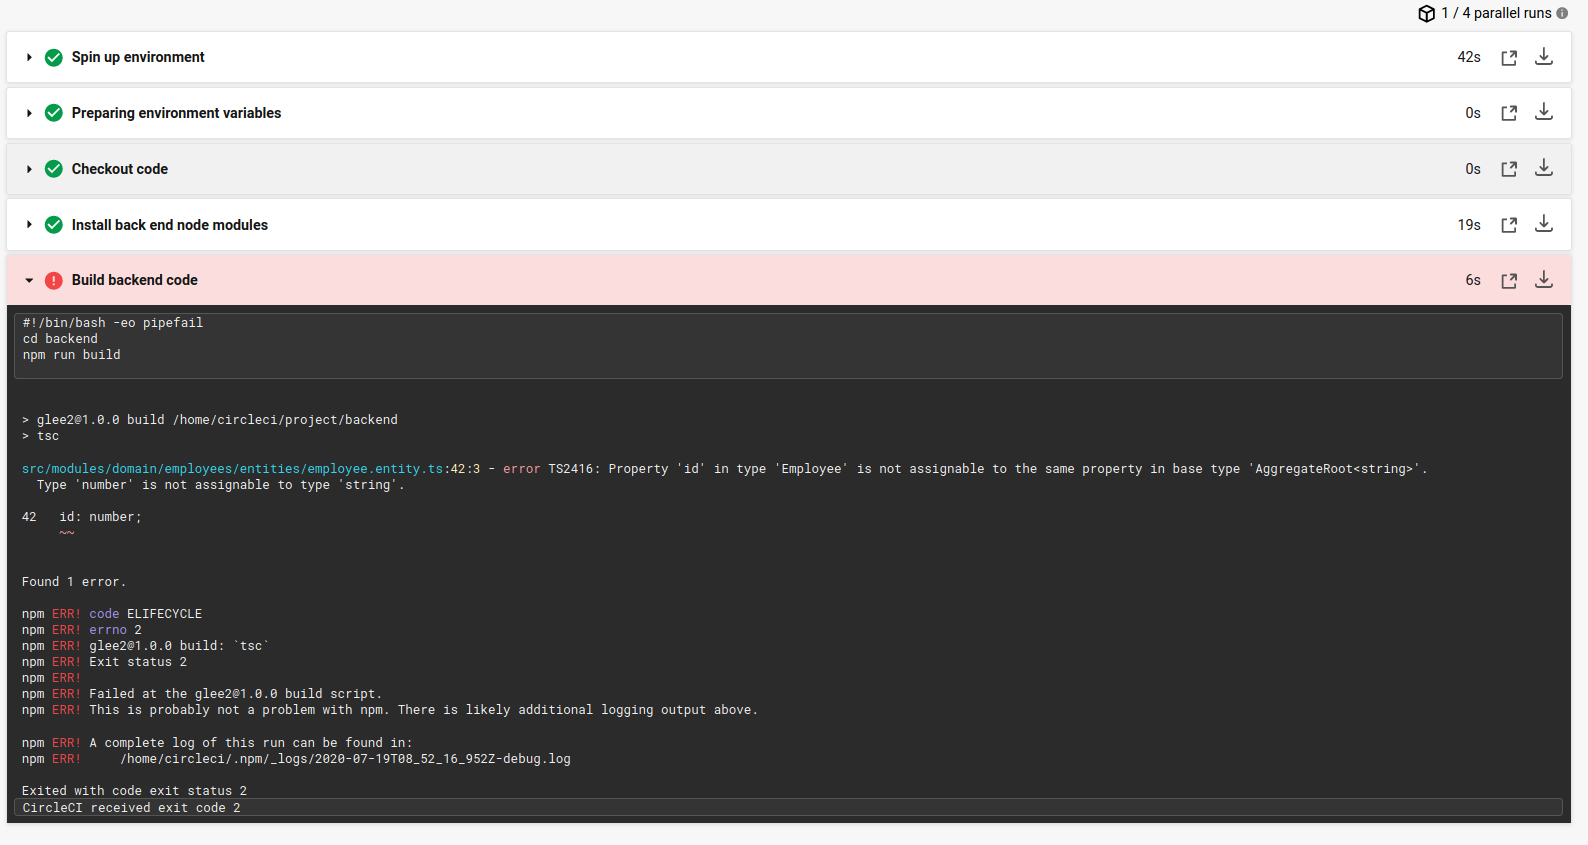 1 / 4 parallel runs
Spin up environment 42s
Preparing environment variables 0s
Checkout code 0s
Install back end node modules 19s
Build backend code 6s
#!/bin/bash -eo pipefail
cd backend
npm run build
> glee2@1.0.0 build /home/circleci/project/backend
> tsc
src/modules/domain/employees/entities/employee.entity.ts:42:3 - error TS2416: Property 'id' in type 'Employee' is not assignable to the same property in base type 'AggregateRoot<string>'.
Type 'number' is not assignable to type 'string'.
42 id: number;
~~
Found 1 error.
npm ERR! code ELIFECYCLE
npm ERR! errno 2
npm ERR! glee2@1.0.0 build: `tsc`
npm ERR! Exit status 2
npm ERR!
npm ERR! Failed at the glee2@1.0.0 build script.
npm ERR! This is probably not a problem with npm. There is likely additional logging output above.
npm ERR! A complete log of this run can be found in:
npm ERR! /home/circleci/.npm/_logs/2020-07-19T08_52_16_952Z-debug.log
Exited with code exit status 2
CircleCI received exit code 2